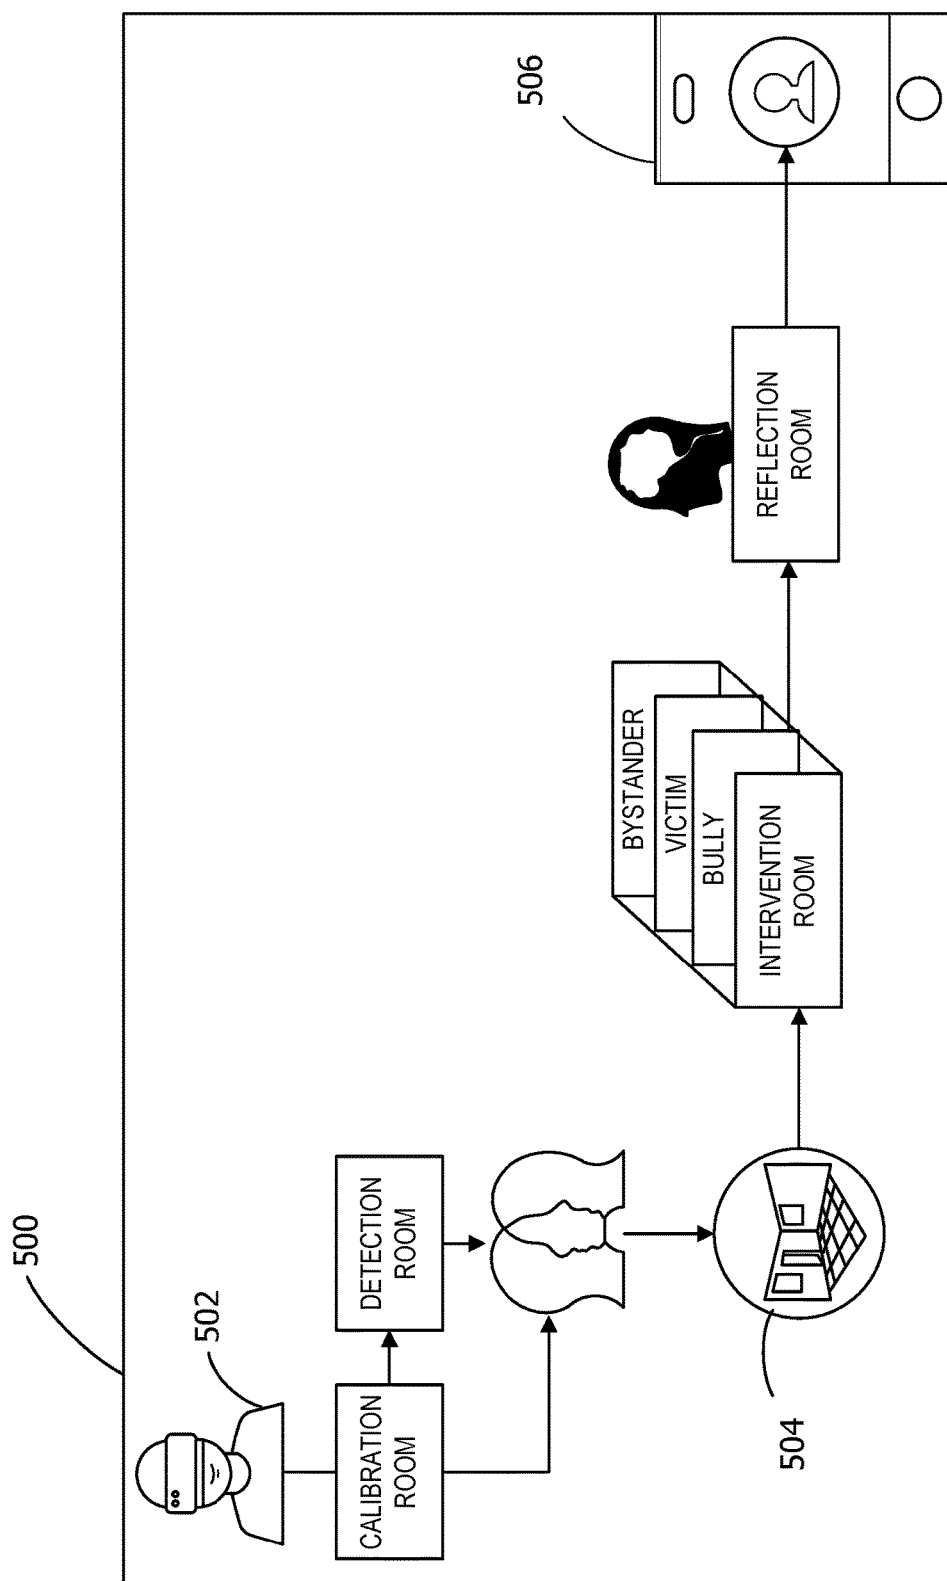 500
502
CALIBRATION
ROOM
DETECTION
ROOM
504
BYSTANDER
VICTIM
BULLY
INTERVENTION
ROOM
REFLECTION
ROOM
506